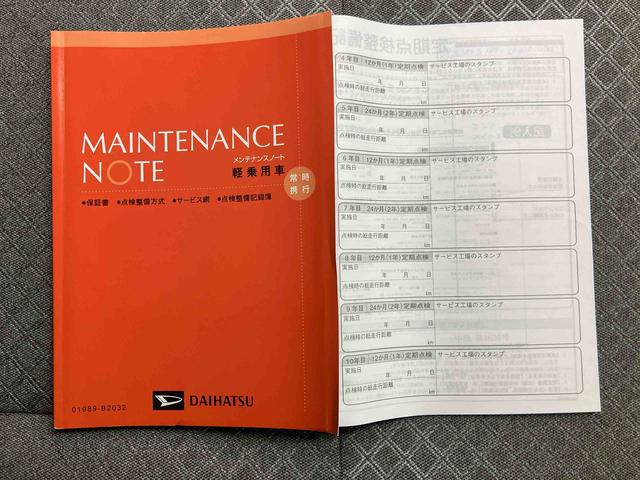 MAINTENANCE
NOTE
メンテナンスノート
軽乗用車
常時
携行
●保証書 ●点検整備方式 ●サービス網 ●点検整備記録簿
DAIHATSU
01989-B2032
4年目 12か月(1年)定期点検 サービス工場のスタンプ
実施日
年 月 日
点検時の総走行距離
km
5年目 24か月(2年)定期点検 サービス工場のスタンプ
実施日
年 月 日
点検時の総走行距離
km
6年目 12か月(1年)定期点検 サービス工場のスタンプ
実施日
年 月 日
点検時の総走行距離
km
7年目 24か月(2年)定期点検 サービス工場のスタンプ
実施日
年 月 日
点検時の総走行距離
km
8年目 12か月(1年)定期点検 サービス工場のスタンプ
実施日
年 月 日
点検時の総走行距離
km
9年目 24か月(2年)定期点検 サービス工場のスタンプ
実施日
年 月 日
点検時の総走行距離
km
10年目 12か月(1年)定期点検 サービス工場のスタンプ
実施日
年 月 日
点検時の総走行距離
km